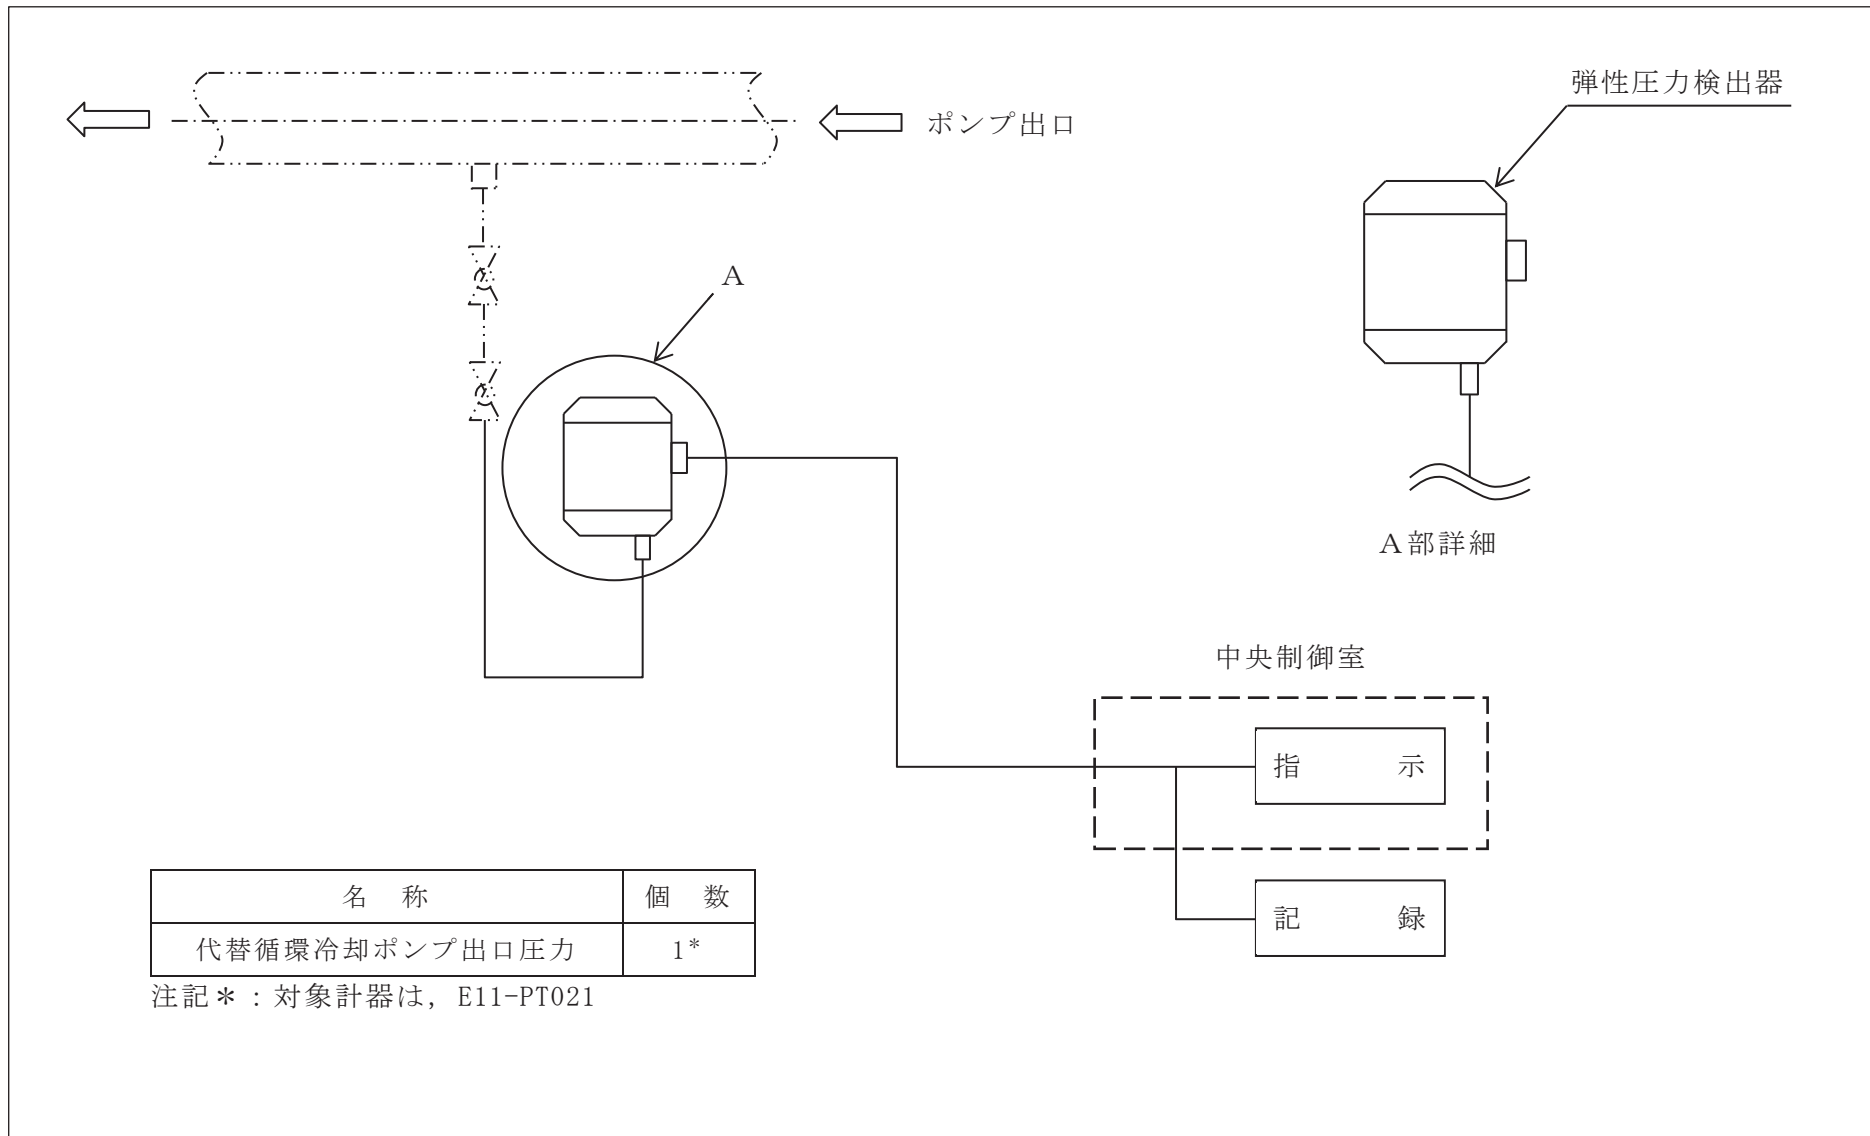 弾性圧力検出器
ポンプ出口
A
A部詳細
中央制御室
指 示
記 録
名 称 個 数
代替循環冷却ポンプ出口圧力 1*
注記＊：対象計器は，E11-PT021